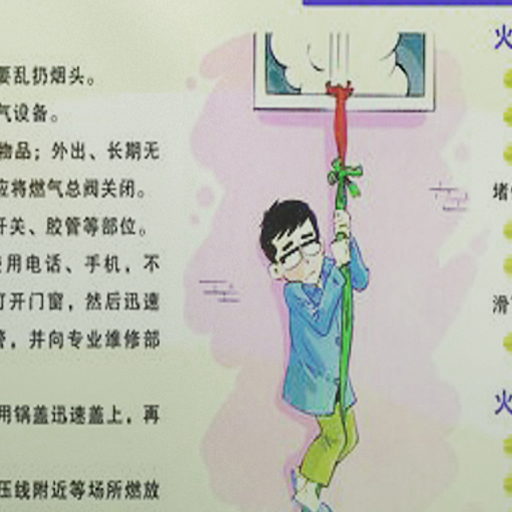 要乱扔烟头。
气设备。
物品；外出、长期无
应将燃气总阀关闭。
开关、胶管等部位。
使用电话、手机，不
打开门窗，然后迅速
管，并向专业维修部
用锅盖迅速盖上，再
压线附近等场所燃放
火
堵
滑
火